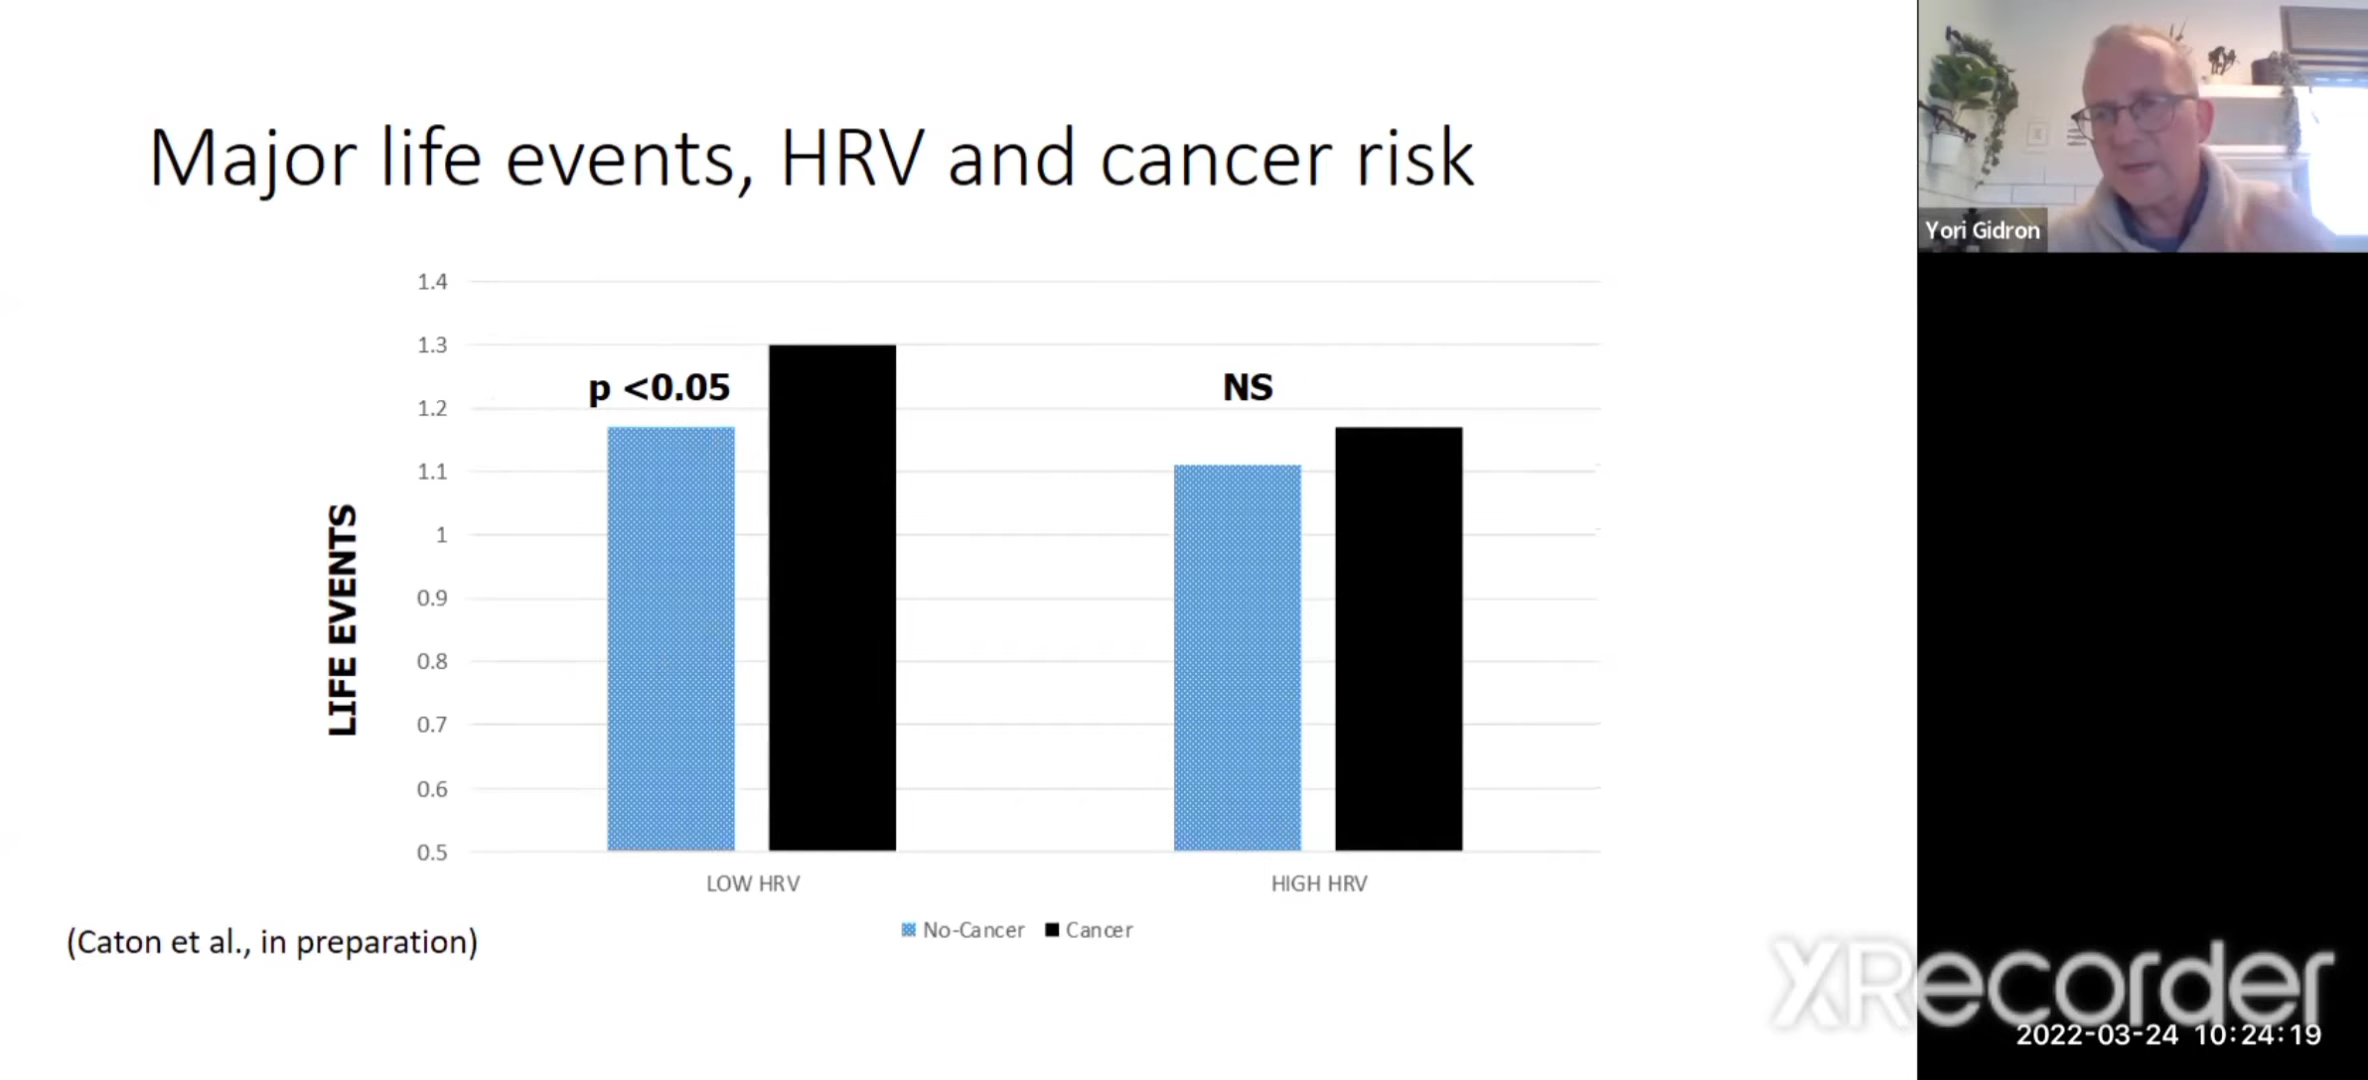 Major life events, HRV and cancer risk
Yori Gidron
1.4
1.3
1.2
1.1
1
0.9
0.8
0.7
0.6
0.5
LIFE EVENTS
p <0.05
NS
LOW HRV
HIGH HRV
No-Cancer
Cancer
(Caton et al., in preparation)
XRecorder
2022-03-24 10:24:19